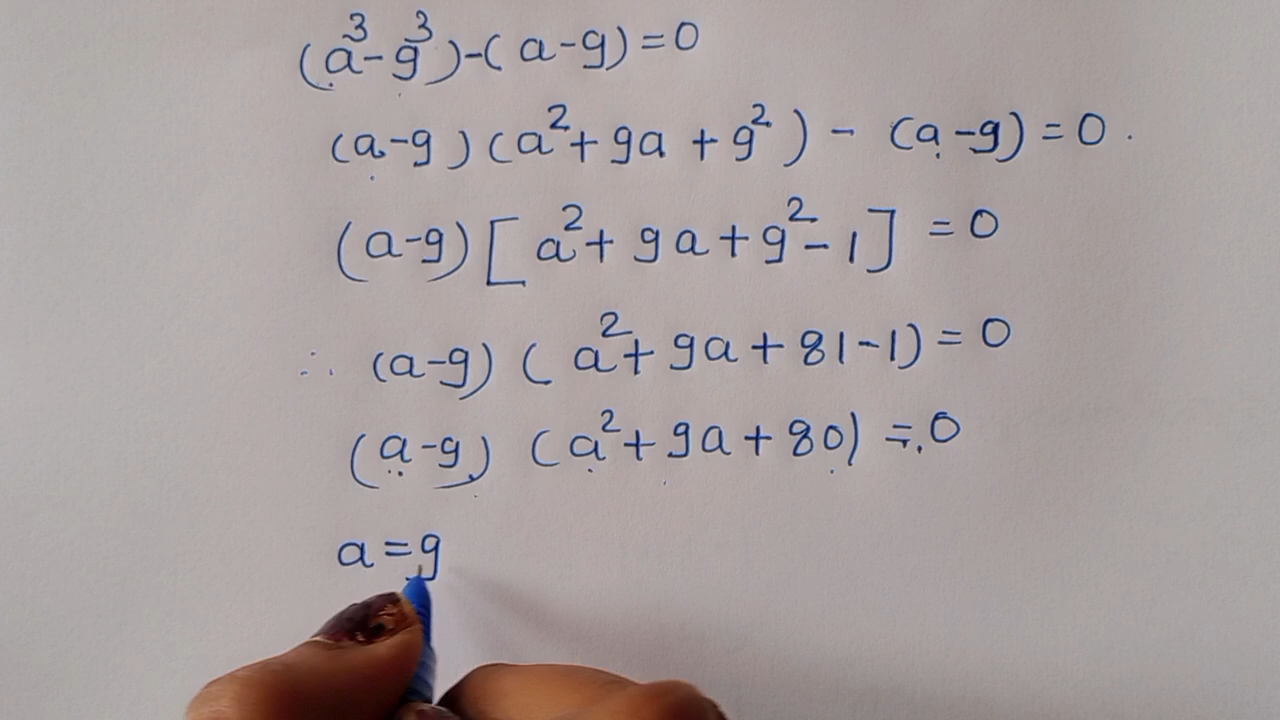 (a³-9³)-(a-9)=0
(a-9)(a²+9a+9²)-(a-9)=0.
(a-9)[a²+9a+9²-1]=0
∴ (a-9)(a²+9a+81-1)=0
(a-9)(a²+9a+80)=0
a=9